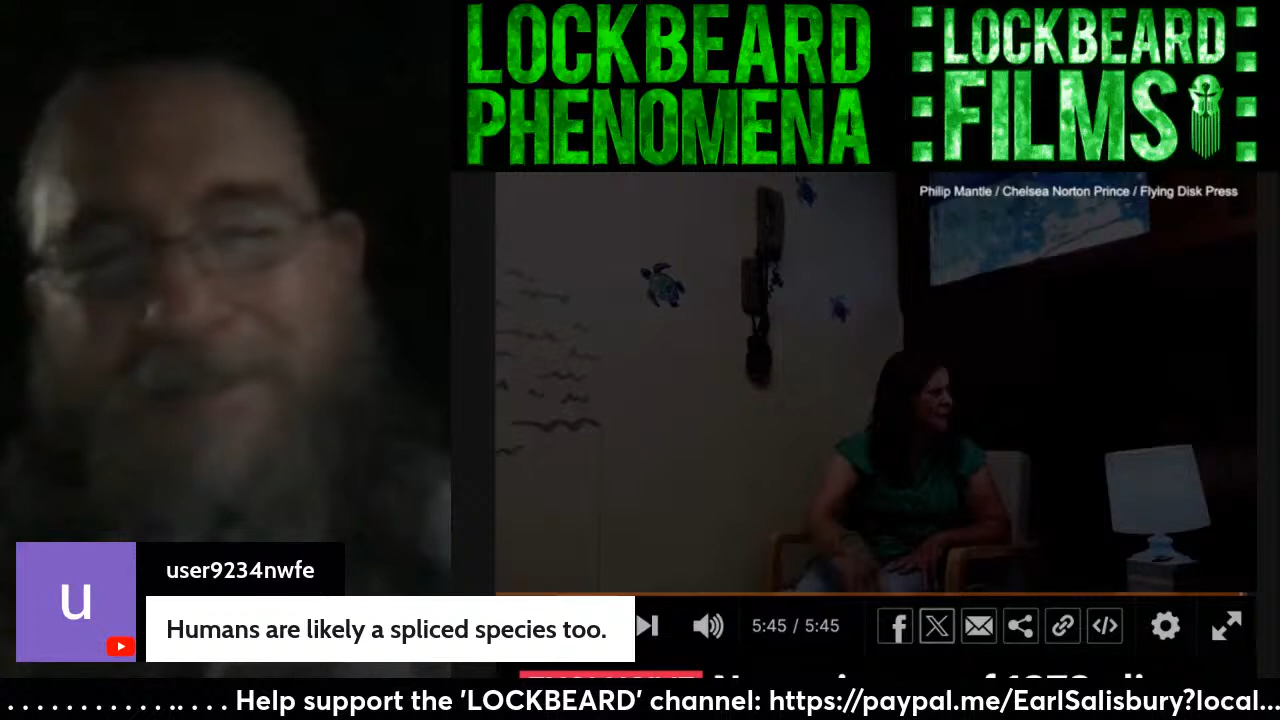 LOCKBEARD
PHENOMENA
LOCKBEARD
FILMS
Philip Mantle / Chelsea Norton Prince / Flying Disk Press
u
user9234nwfe
Humans are likely a spliced species too.
5:45 / 5:45
. . . . . . . . . . . . .. . . . Help support the 'LOCKBEARD' channel: https://paypal.me/EarlSalisbury?local...